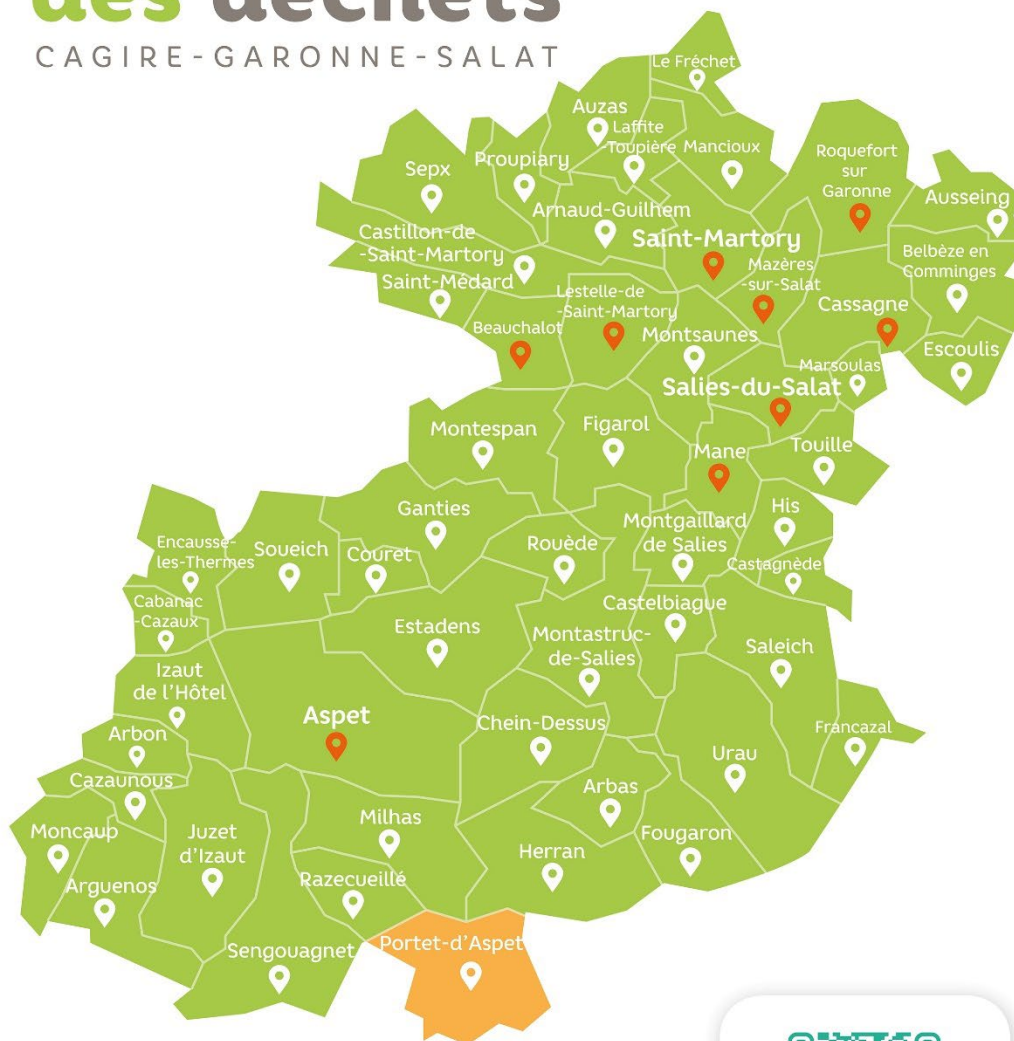 des déchets
CAGIRE-GARONNE-SALAT
Le Fréchet
Auzas
Laffite
-Toupière
Mancioux
Roquefort
sur
Garonne
Sepx
Proupiary
Ausseing
Arnaud-Guilhem
Castillon-de
-Saint-Martory
Saint-Martory
Belbèze en
Comminges
Saint-Médard
Mazères
-sur-Salat
Lestelle-de
-Saint-Martory
Cassagne
Beauchalot
Montsaunes
Escoulis
Marsoulas
Salies-du-Salat
Montespan
Figarol
Mane
Touille
Ganties
His
Montgaillard
de Salies
Encausse-
les-Thermes
Soueich
Couret
Rouède
Castagnède
Cabanac
-Cazaux
Castelbiague
Estadens
Montastruc-
de-Salies
Saleich
Izaut
de l'Hôtel
Aspet
Chein-Dessus
Francazal
Arbon
Urau
Cazaunous
Arbas
Moncaup
Juzet
d'Izaut
Milhas
Fougaron
Herran
Arguenos
Razecueillé
Sengouagnet
Portet-d'Aspet